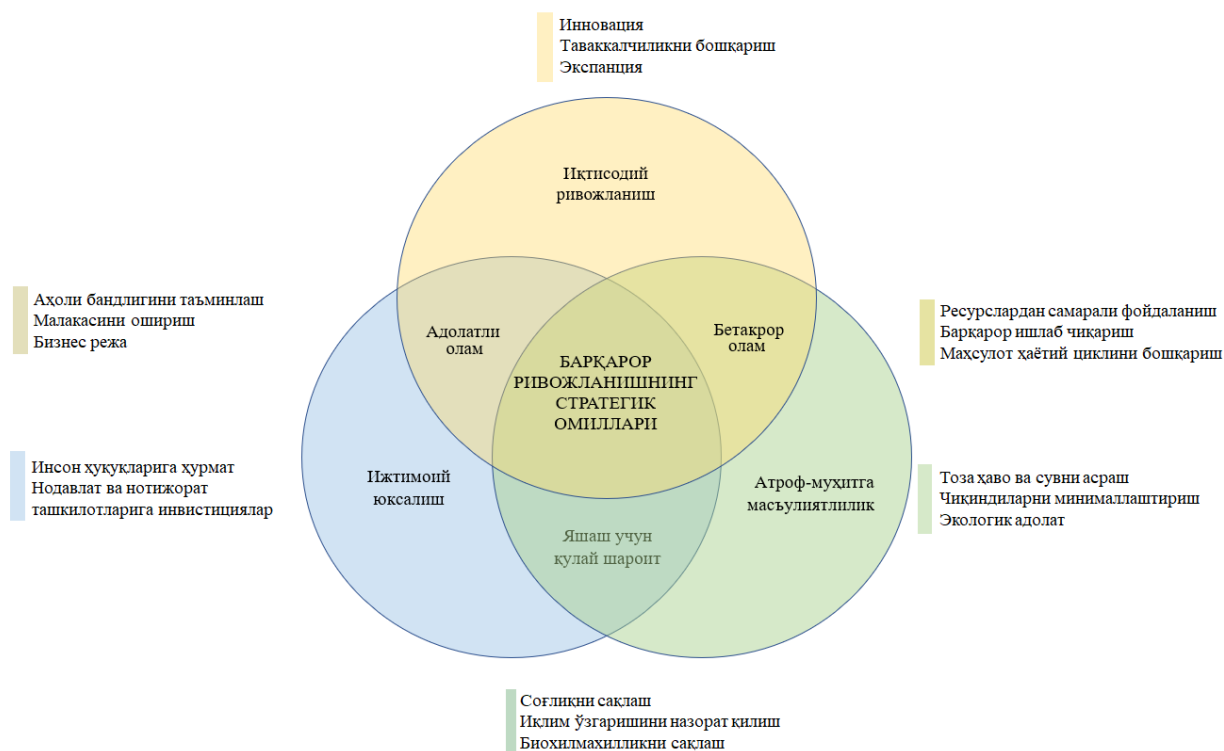 Инновация
Таваккалчиликни бошқариш
Экспанция
Иқтисодий
ривожланиш
Аҳоли бандлигини таъминлаш
Малакасини ошириш
Бизнес режа
Адолатли
олам
Бетакрор
олам
Ресурслардан самарали фойдаланиш
Барқарор ишлаб чиқариш
Маҳсулот ҳаётий циклини бошқариш
БАРҚАРОР
РИВОЖЛАНИШНИНГ
СТРАТЕГИК
ОМИЛЛАРИ
Инсон ҳуқуқларига ҳурмат
Нодавлат ва нотижорат
ташкилотларига инвестициялар
Ижтимоий
юксалиш
Атроф-муҳитга
масъулиятлилик
Тоза ҳаво ва сувни асраш
Чиқиндиларни минималлаштириш
Экологик адолат
Яшаш учун
қулай шароит
Соғлиқни сақлаш
Иқлим ўзгаришини назорат қилиш
Биохилмахилликни сақлаш